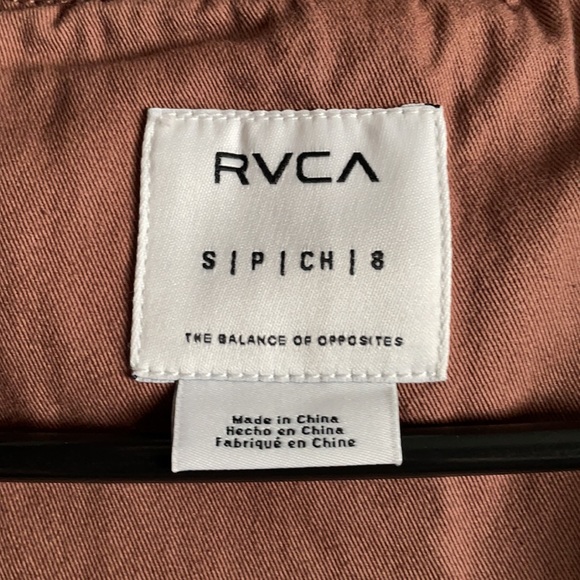 RVCA
S | P | CH | 8
THE BALANCE OF OPPOSITES
Made in China
Hecho en China
Fabriqué en Chine